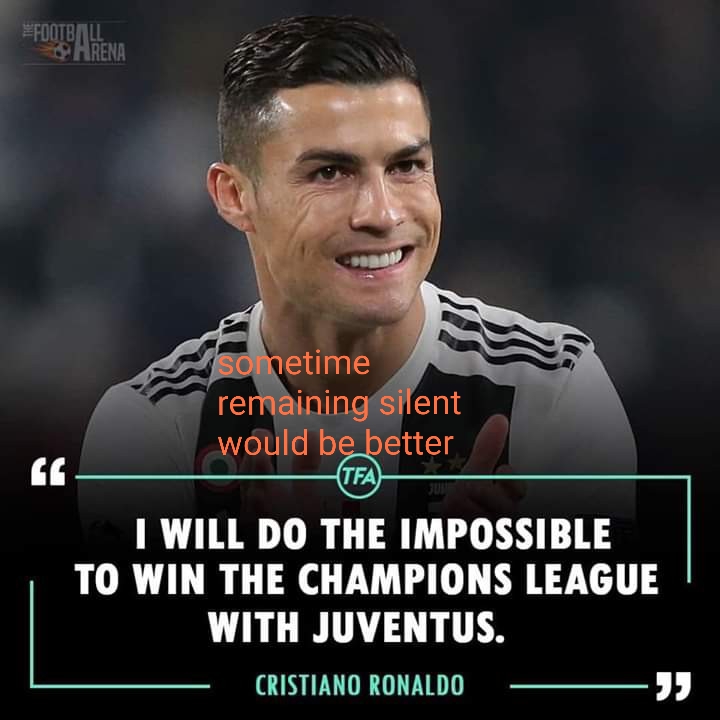 THE FOOTBALL
ARENA
sometime
remaining silent
would be better
“
TFA
I WILL DO THE IMPOSSIBLE
TO WIN THE CHAMPIONS LEAGUE
WITH JUVENTUS.
CRISTIANO RONALDO
”